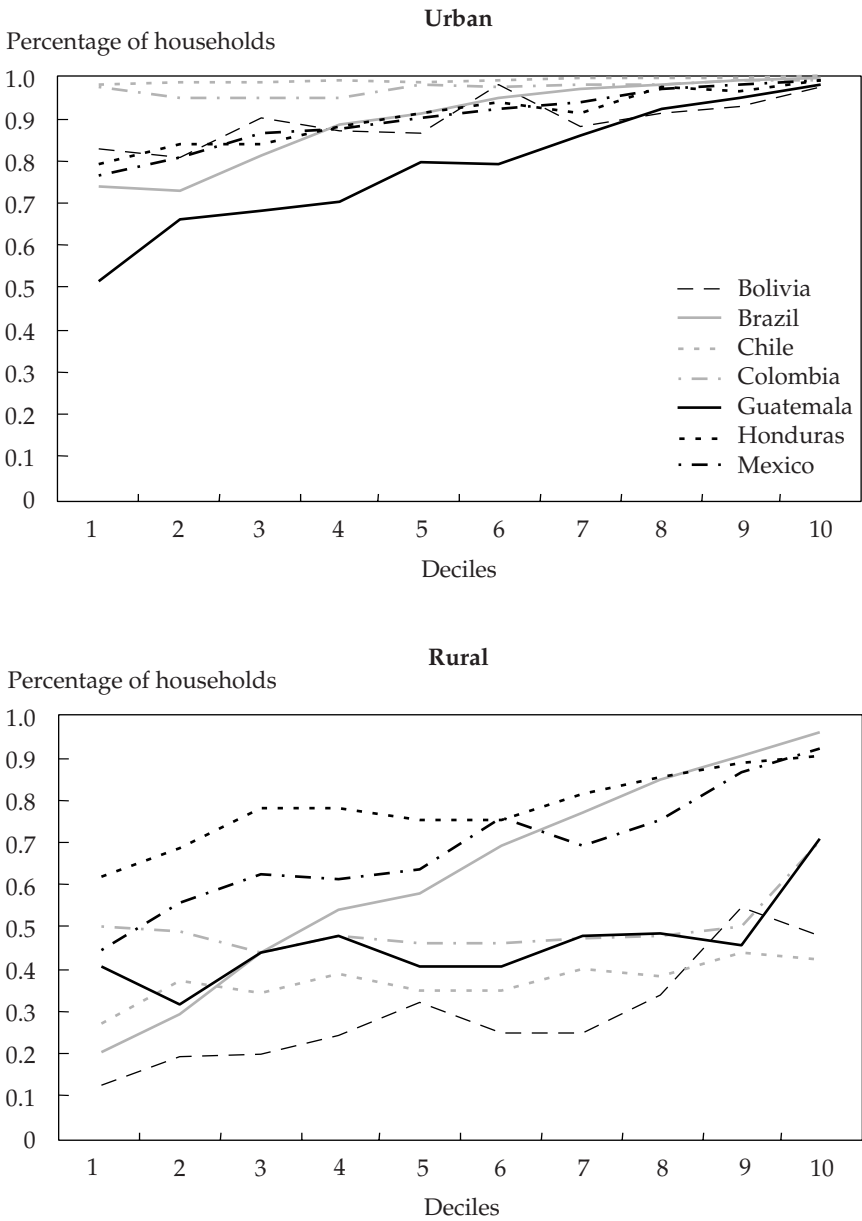 Urban
Percentage of households
1.0
0.9
0.8
0.7
0.6
0.5
0.4
0.3
0.2
0.1
0
Bolivia
Brazil
Chile
Colombia
Guatemala
Honduras
Mexico
1 2 3 4 5 6 7 8 9 10
Deciles
Rural
Percentage of households
1.0
0.9
0.8
0.7
0.6
0.5
0.4
0.3
0.2
0.1
0
1 2 3 4 5 6 7 8 9 10
Deciles